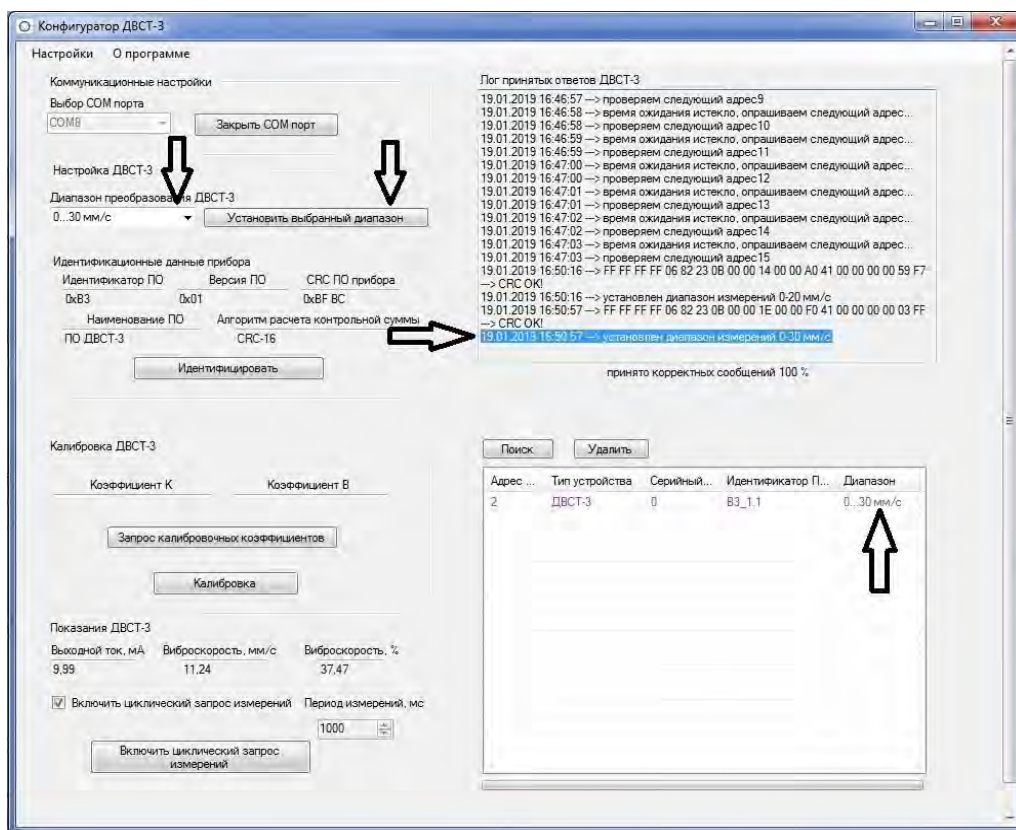 Конфигуратор ДВСТ-3
Настройки О программе
Коммуникационные настройки
Выбор COM порта
COM8
Закрыть COM порт
Настройка ДВСТ-3
Диапазон преобразования ДВСТ-3
0...30 мм/с
Установить выбранный диапазон
Идентификационные данные прибора
Идентификатор ПО Версия ПО CRC ПО прибора
0xB3 0x01 0xBF BC
Наименование ПО Алгоритм расчета контрольной суммы
ПО ДВСТ-3 CRC-16
Идентифицировать
Калибровка ДВСТ-3
Коэффициент К Коэффициент В
Запрос калибровочных коэффициентов
Калибровка
Показания ДВСТ-3
Выходной ток, мА Виброскорость, мм/с Виброскорость, %
9,99 11,24 37,47
Включить циклический запрос измерений Период измерений, мс
1000
Включить циклический запрос
измерений
Лог принятых ответов ДВСТ-3
19.01.2019 16:46:57 --> проверяем следующий адрес9
19.01.2019 16:46:58 --> время ожидания истекло, опрашиваем следующий адрес...
19.01.2019 16:46:58 --> проверяем следующий адрес10
19.01.2019 16:46:59 --> время ожидания истекло, опрашиваем следующий адрес...
19.01.2019 16:46:59 --> проверяем следующий адрес11
19.01.2019 16:47:00 --> время ожидания истекло, опрашиваем следующий адрес...
19.01.2019 16:47:00 --> проверяем следующий адрес12
19.01.2019 16:47:01 --> время ожидания истекло, опрашиваем следующий адрес...
19.01.2019 16:47:01 --> проверяем следующий адрес13
19.01.2019 16:47:02 --> время ожидания истекло, опрашиваем следующий адрес...
19.01.2019 16:47:02 --> проверяем следующий адрес14
19.01.2019 16:47:03 --> время ожидания истекло, опрашиваем следующий адрес...
19.01.2019 16:47:03 --> проверяем следующий адрес15
19.01.2019 16:50:16 --> FF FF FF FF 06 82 23 0B 00 00 14 00 00 A0 41 00 00 00 00 59 F7
--> CRC OK!
19.01.2019 16:50:16 --> установлен диапазон измерений 0-20 мм/с
19.01.2019 16:50:57 --> FF FF FF FF 06 82 23 0B 00 00 1E 00 00 F0 41 00 00 00 00 03 FF
--> CRC OK!
19.01.2019 16:50:57 --> установлен диапазон измерений 0-30 мм/с
принято корректных сообщений 100 %
Поиск Удалить
Адрес ... Тип устройства Серийный... Идентификатор П... Диапазон
2 ДВСТ-3 0 B3_1.1 0...30 мм/с